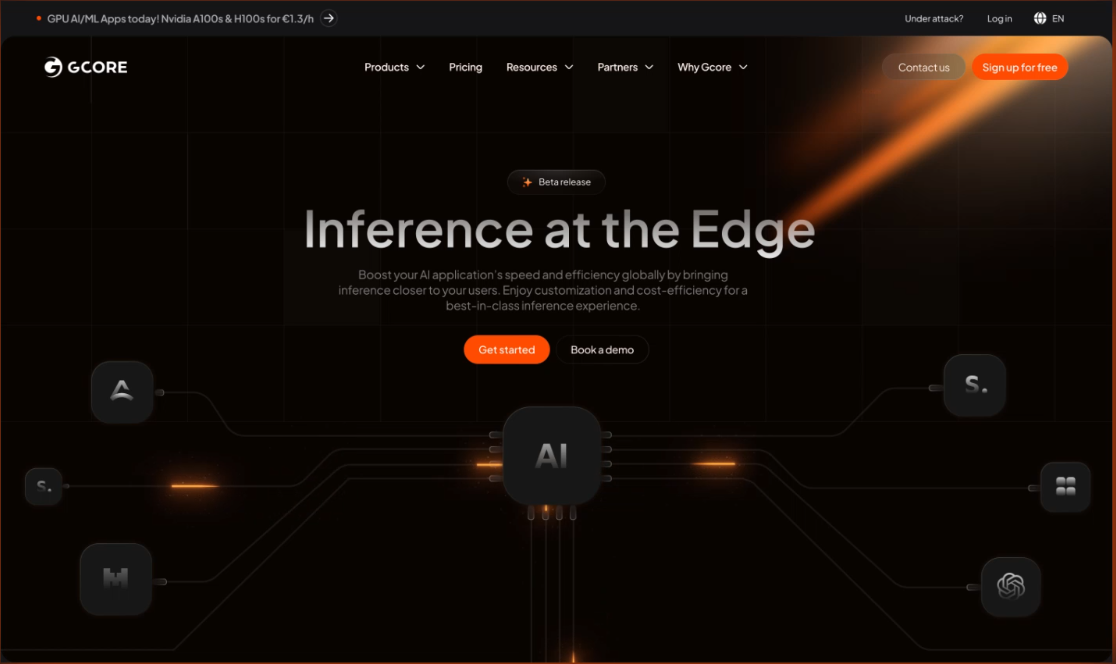 GPU AI/ML Apps today! Nvidia A100s & H100s for €1.3/h
Under attack?
Log in
EN
GCORE
Products
Pricing
Resources
Partners
Why Gcore
Contact us
Sign up for free
Beta release
Inference at the Edge
Boost your AI application's speed and efficiency globally by bringing
inference closer to your users. Enjoy customization and cost-efficiency for a
best-in-class inference experience.
Get started
Book a demo
S.
AI
S.